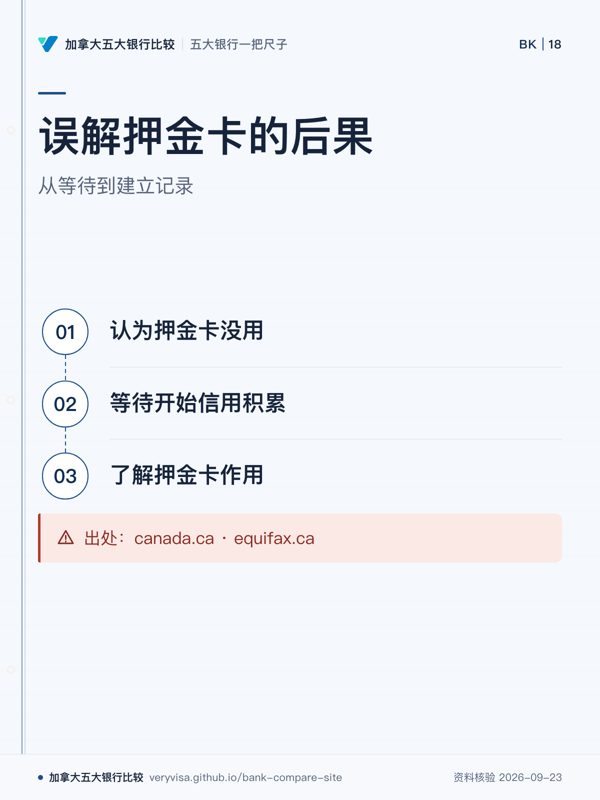 加拿大五大银行比较 五大银行一把尺子 BK 18
误解押金卡的后果
从等待到建立记录
01 认为押金卡没用
02 等待开始信用积累
03 了解押金卡作用
出处：canada.ca · equifax.ca
加拿大五大银行比较 veryvisa.github.io/bank-compare-site 资料核验 2026-09-23